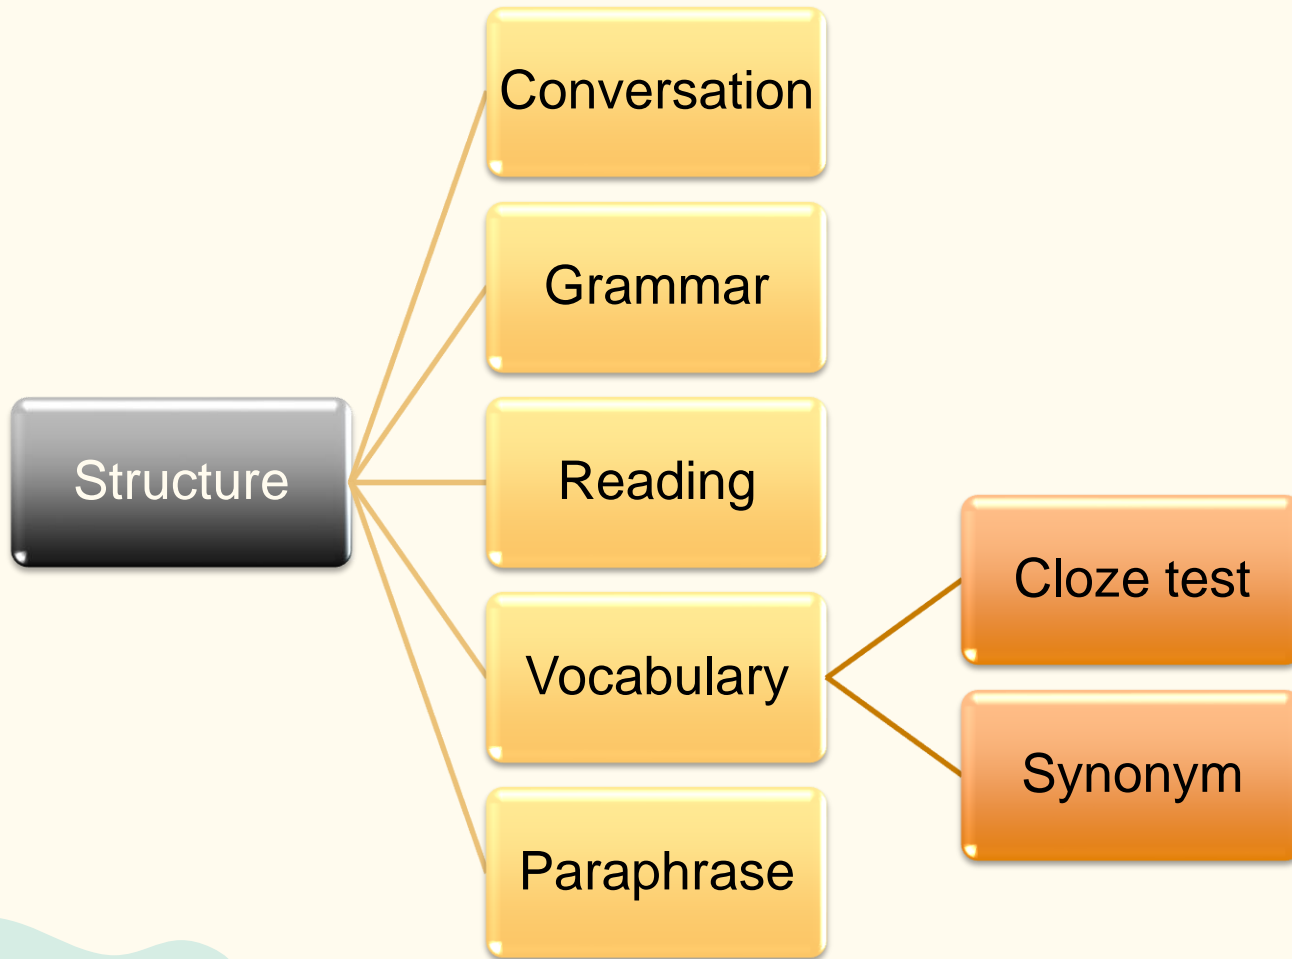 Structure
Conversation
Grammar
Reading
Vocabulary
Paraphrase
Cloze test
Synonym